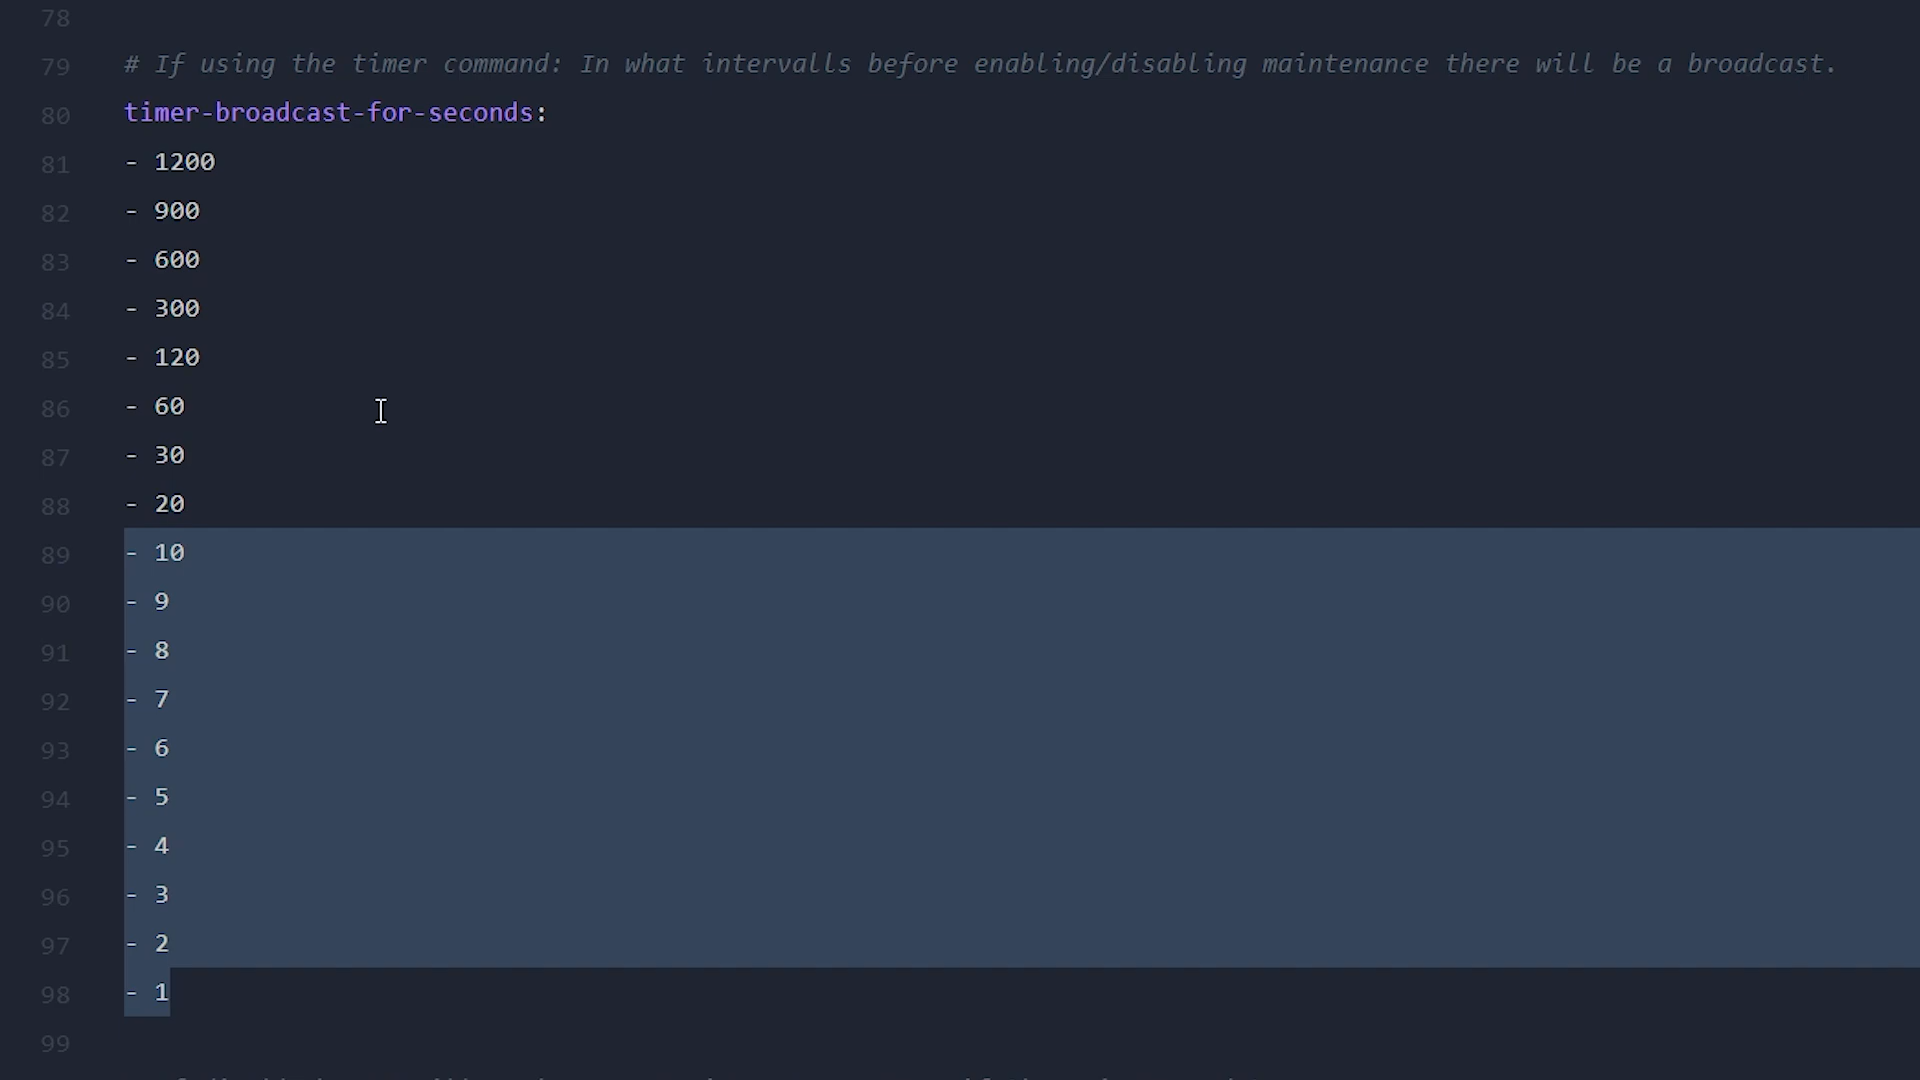 78
79 # If using the timer command: In what intervalls before enabling/disabling maintenance there will be a broadcast.
80 timer-broadcast-for-seconds:
81 - 1200
82 - 900
83 - 600
84 - 300
85 - 120
86 - 60
87 - 30
88 - 20
89 - 10
90 - 9
91 - 8
92 - 7
93 - 6
94 - 5
95 - 4
96 - 3
97 - 2
98 - 1
99